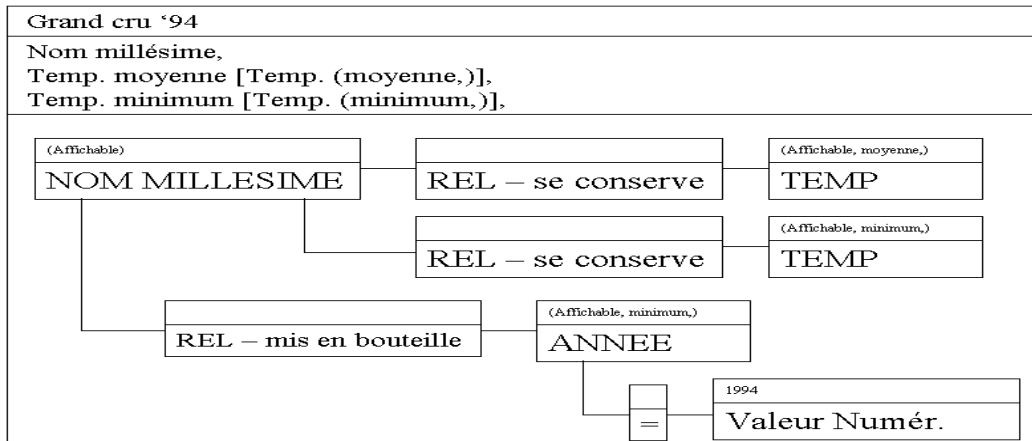 Grand cru ‘94
Nom millésime,
Temp. moyenne [Temp. (moyenne,)],
Temp. minimum [Temp. (minimum,)],
(Affichable)
NOM MILLESIME
REL – se conserve
(Affichable, moyenne,)
TEMP
REL – se conserve
(Affichable, minimum,)
TEMP
REL – mis en bouteille
(Affichable, minimum,)
ANNEE
=
1994
Valeur Numér.